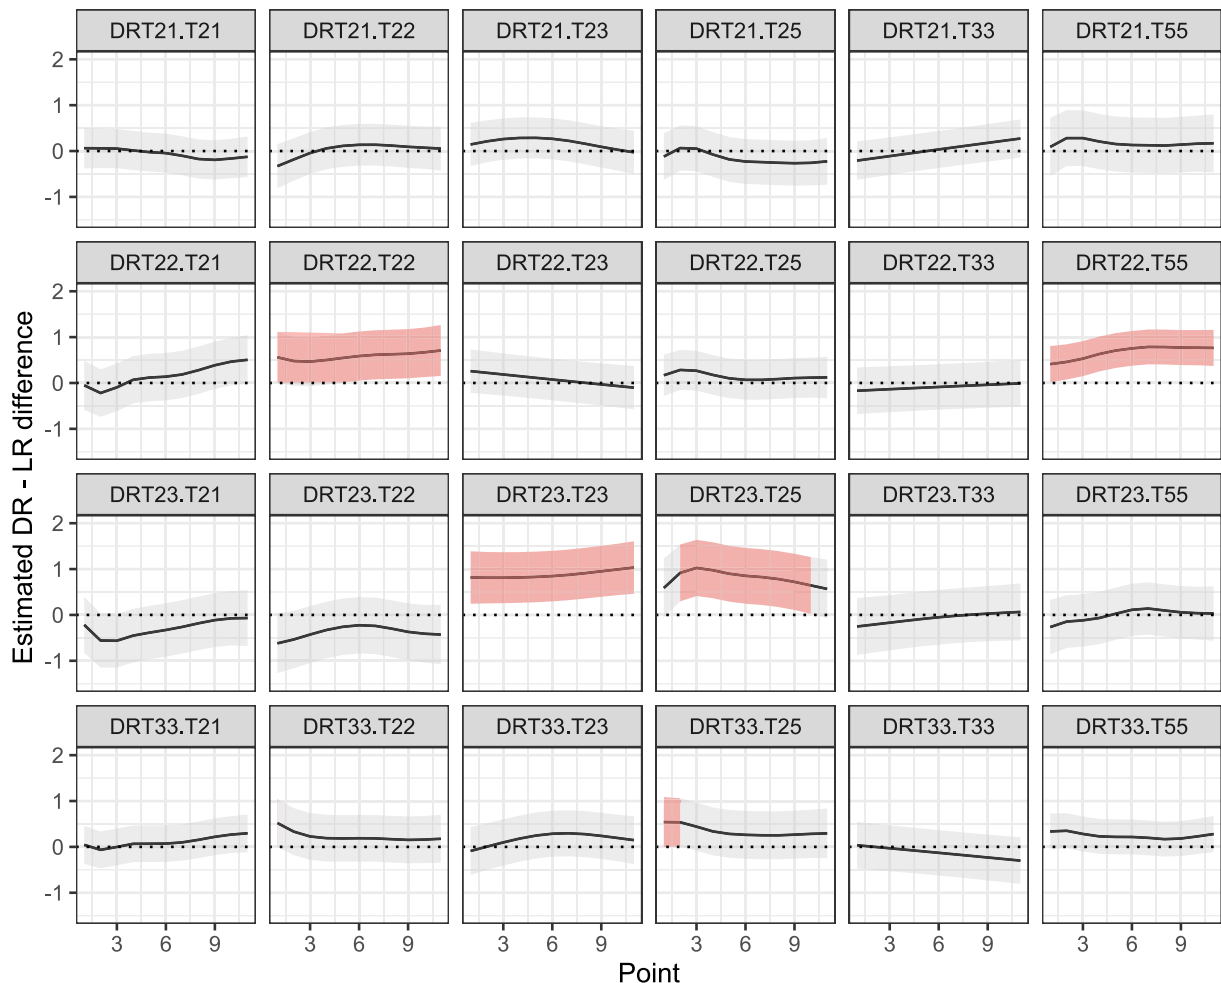 DRT21.T21 DRT21.T22 DRT21.T23 DRT21.T25 DRT21.T33 DRT21.T55
2
1
0
-1
DRT22.T21 DRT22.T22 DRT22.T23 DRT22.T25 DRT22.T33 DRT22.T55
2
1
0
-1
Estimated DR - LR difference
DRT23.T21 DRT23.T22 DRT23.T23 DRT23.T25 DRT23.T33 DRT23.T55
2
1
0
-1
DRT33.T21 DRT33.T22 DRT33.T23 DRT33.T25 DRT33.T33 DRT33.T55
2
1
0
-1
3 6 9 3 6 9 3 6 9 3 6 9 3 6 9 3 6 9
Point